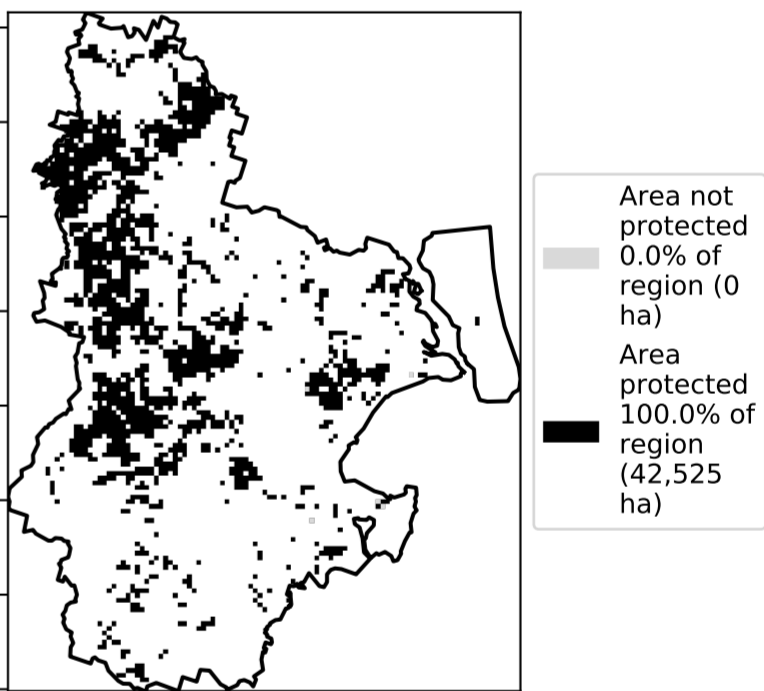 Area not
protected
0.0% of
region (0
ha)
Area
protected
100.0% of
region
(42,525
ha)